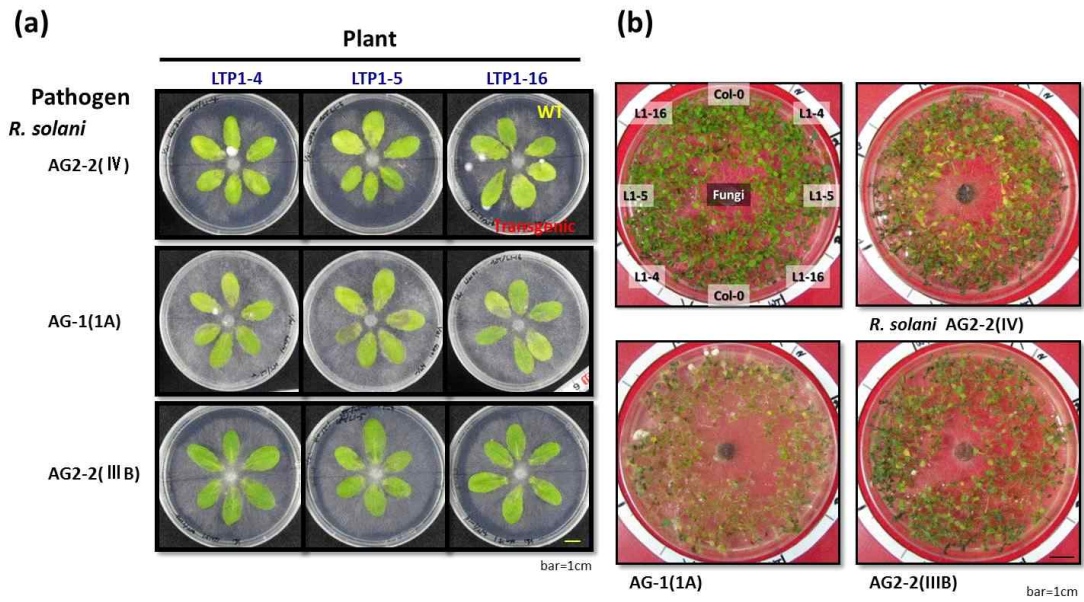 (a)
Plant
LTP1-4 LTP1-5 LTP1-16
Pathogen
R. solani
AG2-2(IV)
WT
Transgenic
AG-1(1A)
AG2-2(IIIB)
bar=1cm
(b)
Col-0
L1-16 L1-4
L1-5 Fungi L1-5
L1-4 L1-16
Col-0
R. solani AG2-2(IV)
AG-1(1A) AG2-2(IIIB)
bar=1cm